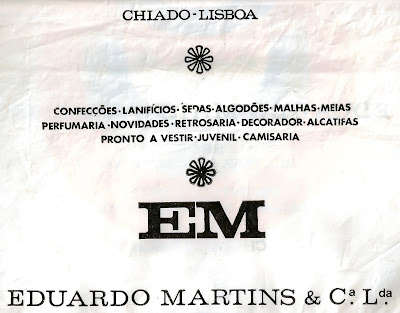 CHIADO-LISBOA
CONFECÇÕES·LANIFÍCIOS·SEDAS·ALGODÕES·MALHAS·MEIAS
PERFUMARIA·NOVIDADES·RETROSARIA·DECORADOR·ALCATIFAS
PRONTO A VESTIR·JUVENIL·CAMISARIA
EM
EDUARDO MARTINS & Cª. Lda